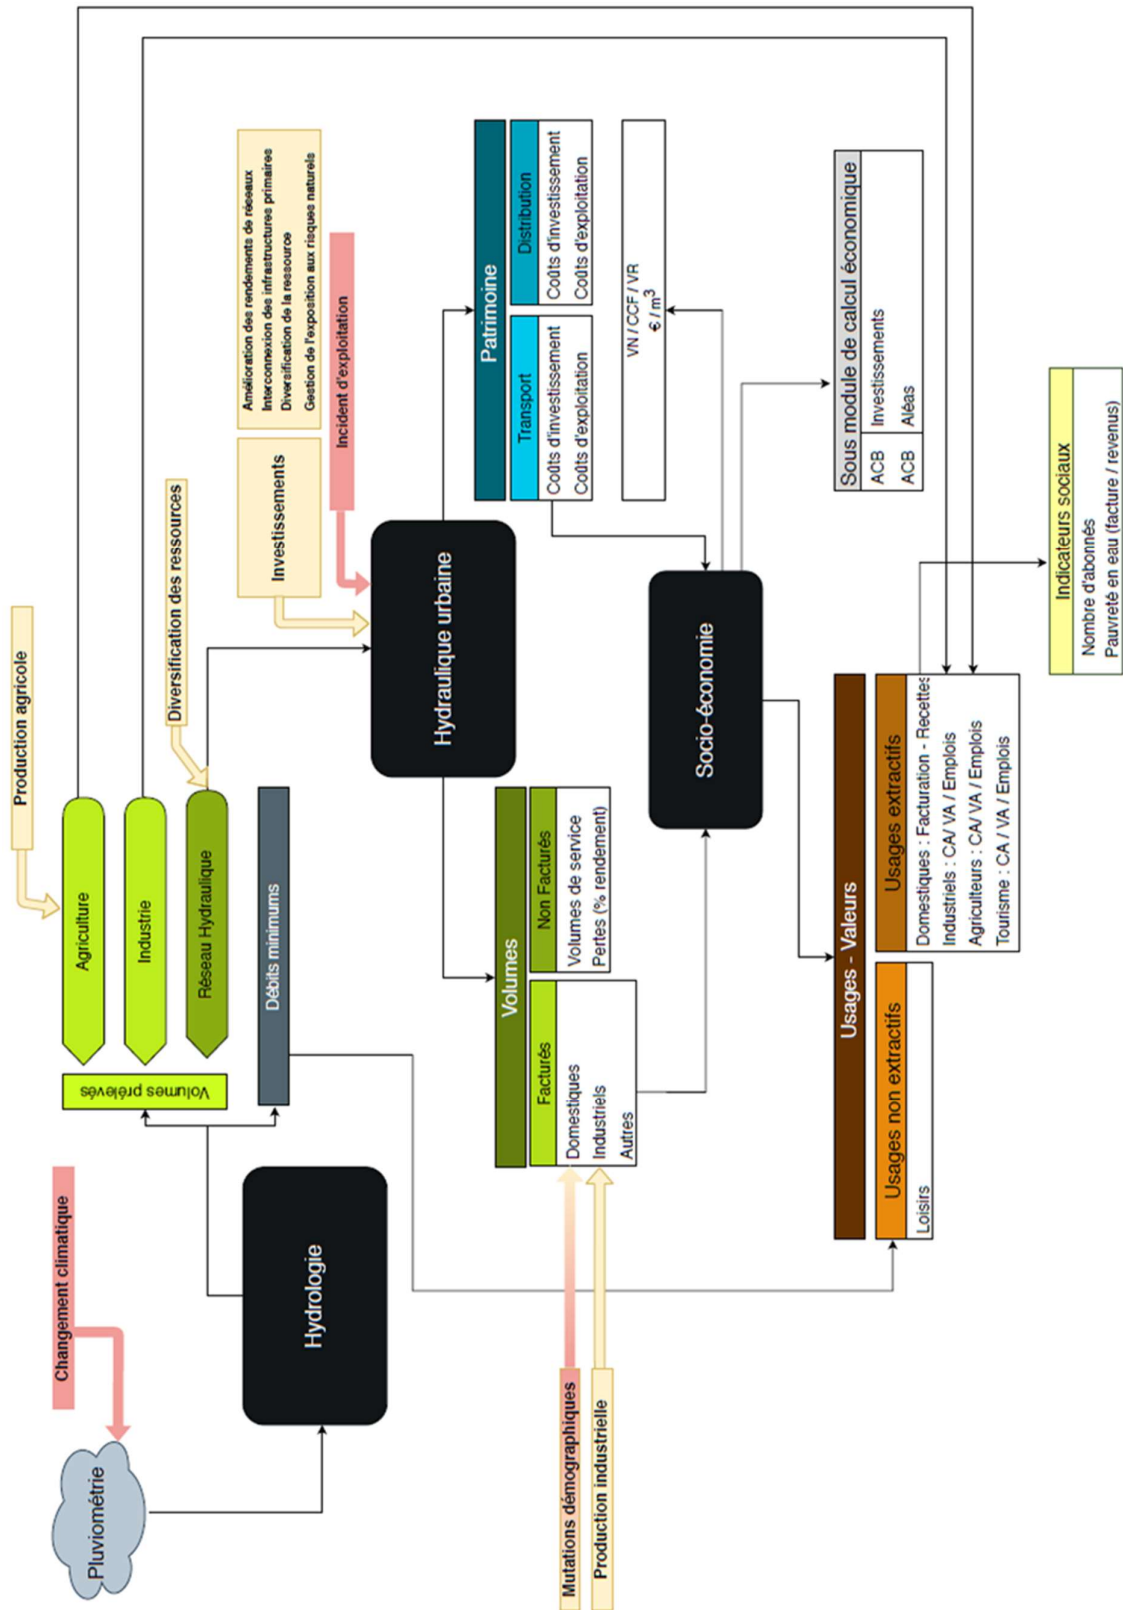 Pluviométrie
Changement climatique
Hydrologie
Volumes prélevés
Production agricole
Agriculture
Industrie
Réseau Hydraulique
Diversification des ressources
Débits minimums
Investissements
Amélioration des rendements de réseaux
Interconnexion des infrastructures primaires
Diversification de la ressource
Gestion de l'exposition aux risques naturels
Incident d'exploitation
Hydraulique urbaine
Mutations démographiques
Production industrielle
Volumes
Facturés
Domestiques
Industriels
Autres
Non Facturés
Volumes de service
Pertes (% rendement)
Patrimoine
Transport
Coûts d'investissement
Coûts d'exploitation
Distribution
Coûts d'investissement
Coûts d'exploitation
VN / CCF / VR
€ / m³
Socio-économie
Sous module de calcul économique
ACB Investissements
ACB Aléas
Usages - Valeurs
Usages non extractifs
Loisirs
Usages extractifs
Domestiques : Facturation - Recettes
Industriels : CA/ VA / Emplois
Agriculteurs : CA/ VA / Emplois
Tourisme : CA / VA / Emplois
Indicateurs sociaux
Nombre d'abonnés
Pauvreté en eau (facture / revenus)